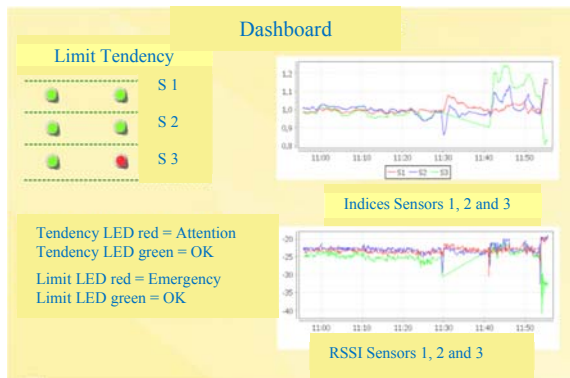 Dashboard
Limit Tendency
S 1
S 2
S 3
1,2
1,1
1,0
0,9
0,8
11:00 11:10 11:20 11:30 11:40 11:50
S1 S2 S3
Indices Sensors 1, 2 and 3
Tendency LED red = Attention
Tendency LED green = OK
Limit LED red = Emergency
Limit LED green = OK
-20
-25
-30
-35
-40
11:00 11:10 11:20 11:30 11:40 11:50
RSSI Sensors 1, 2 and 3